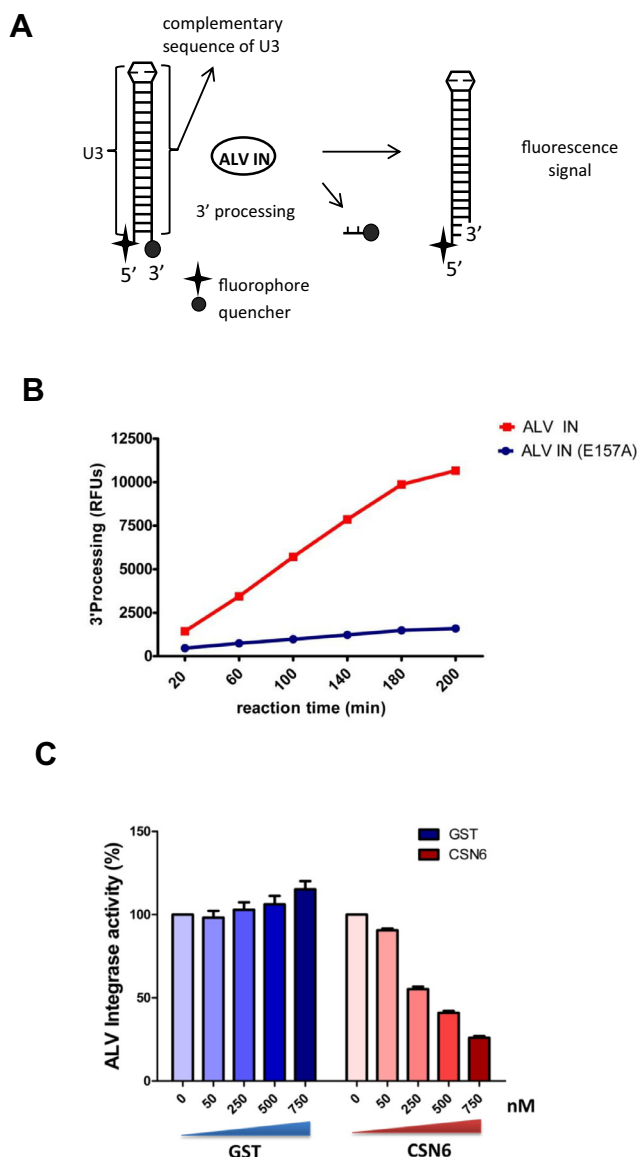 A
complementary
sequence of U3
U3
ALV IN
fluorescence
signal
3' processing
3'
5'
5' 3'
fluorophore
quencher
B
ALV IN
ALV IN (E157A)
12500
10000
7500
5000
2500
0
3'Processing (RFUs)
20 60 100 140 180 200
reaction time (min)
C
GST
CSN6
150
100
50
0
ALV Integrase activity (%)
0 50 250 500 750 0 50 250 500 750 nM
GST CSN6